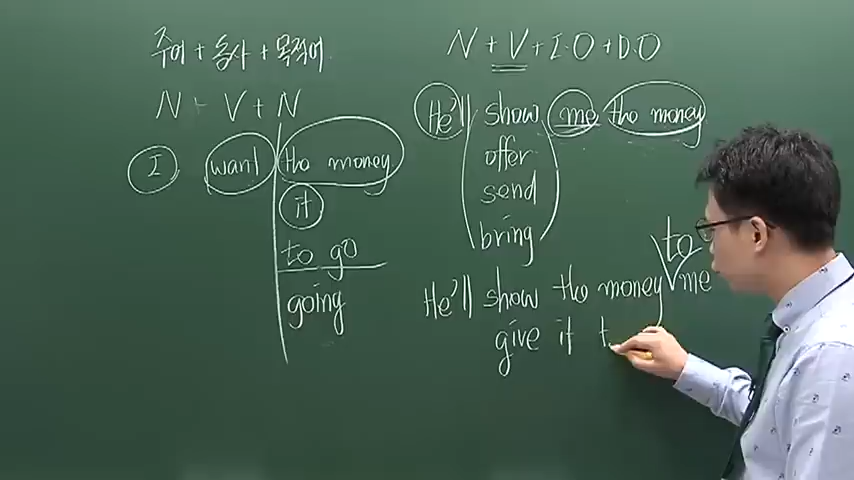 주어 + 동사 + 목적어
N + V + N
I want the money
it
to go
going
N + V + I.O + D.O
He'll show me the money
offer
send
bring
to
He'll show the money me
give it t